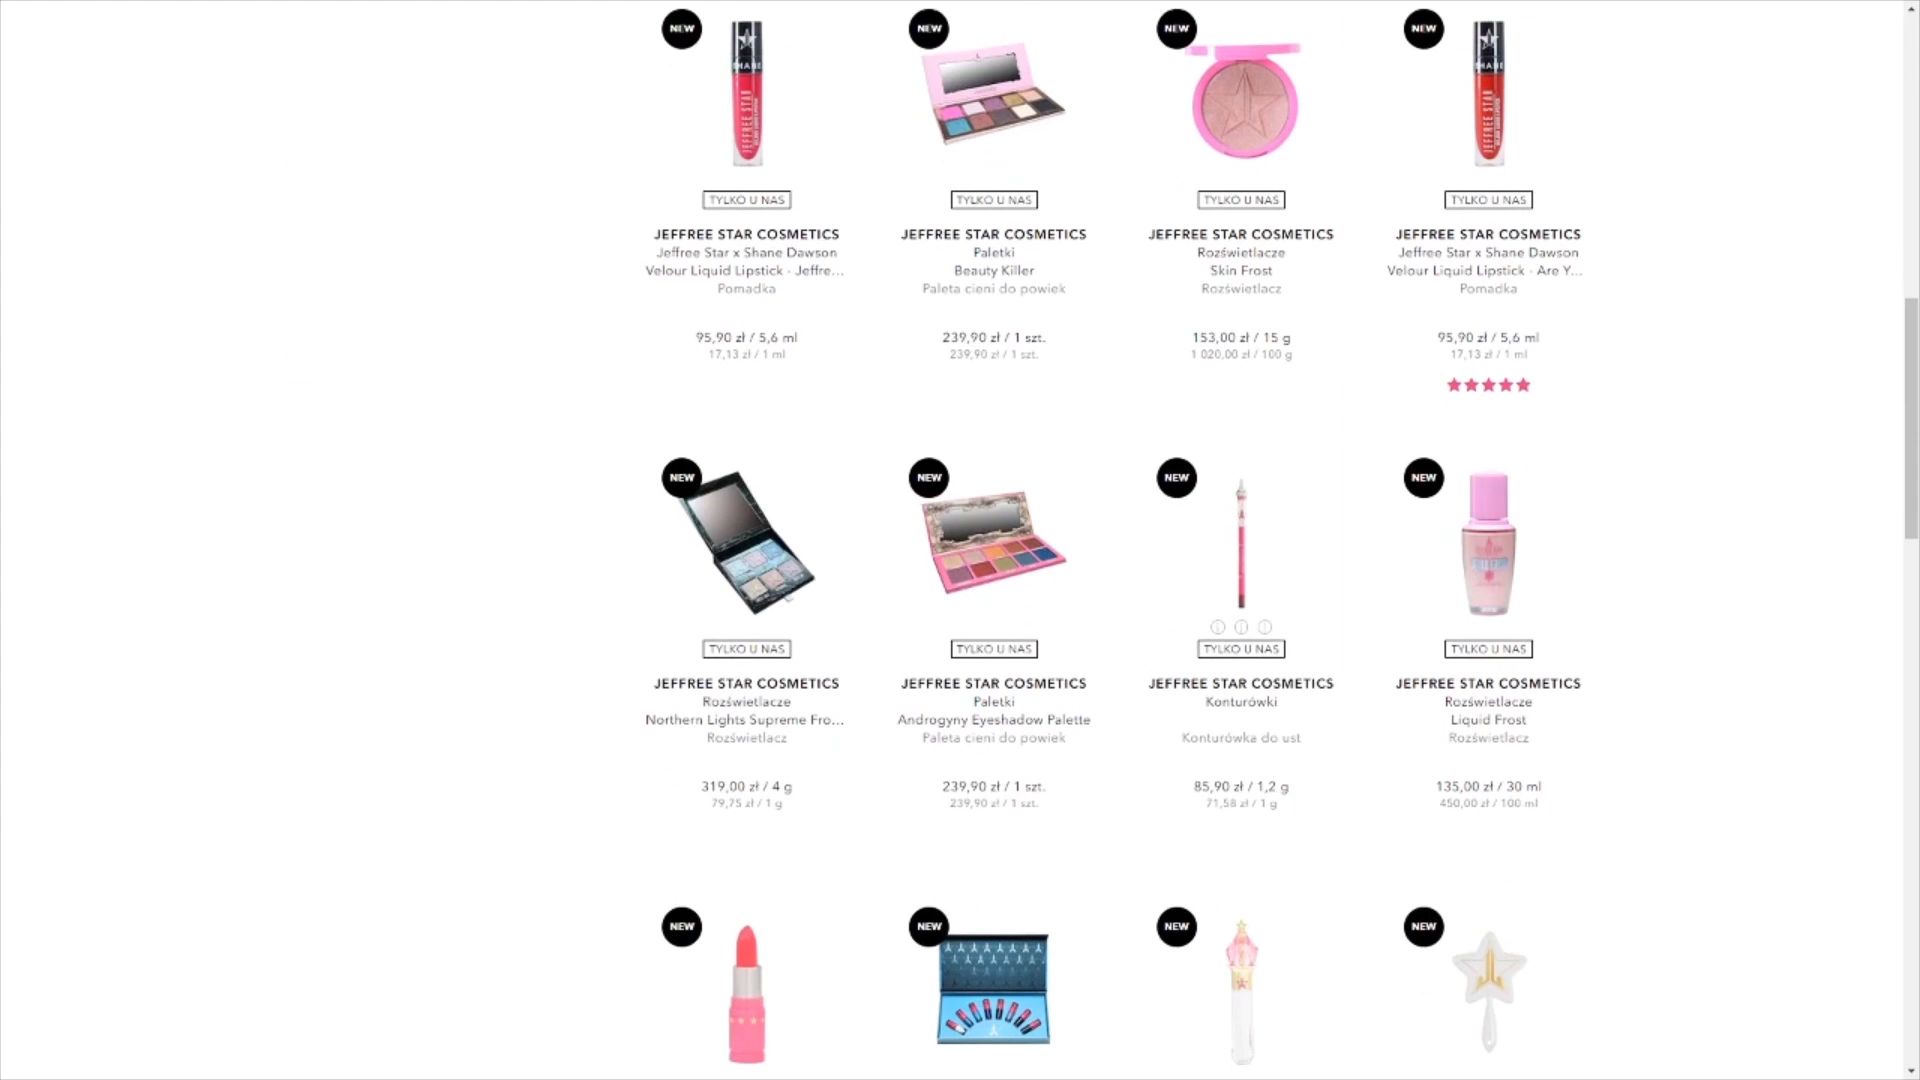 NEW
NEW
NEW
NEW
SHANE
JEFFREE STAR
SHANE
JEFFREE STAR
TYLKO U NAS
TYLKO U NAS
TYLKO U NAS
TYLKO U NAS
JEFFREE STAR COSMETICS
Jeffree Star x Shane Dawson
Velour Liquid Lipstick - Jeffre...
Pomadka
95,90 zł / 5,6 ml
17,13 zł / 1 ml
JEFFREE STAR COSMETICS
Paletki
Beauty Killer
Paleta cieni do powiek
239,90 zł / 1 szt.
239,90 zł / 1 szt.
JEFFREE STAR COSMETICS
Rozświetlacze
Skin Frost
Rozświetlacz
153,00 zł / 15 g
1 020,00 zł / 100 g
JEFFREE STAR COSMETICS
Jeffree Star x Shane Dawson
Velour Liquid Lipstick - Are Y...
Pomadka
95,90 zł / 5,6 ml
17,13 zł / 1 ml
NEW
NEW
NEW
NEW
TYLKO U NAS
TYLKO U NAS
TYLKO U NAS
TYLKO U NAS
JEFFREE STAR COSMETICS
Rozświetlacze
Northern Lights Supreme Fro...
Rozświetlacz
319,00 zł / 4 g
79,75 zł / 1 g
JEFFREE STAR COSMETICS
Paletki
Androgyny Eyeshadow Palette
Paleta cieni do powiek
239,90 zł / 1 szt.
239,90 zł / 1 szt.
JEFFREE STAR COSMETICS
Konturówki
Konturówka do ust
85,90 zł / 1,2 g
71,58 zł / 1 g
JEFFREE STAR COSMETICS
Rozświetlacze
Liquid Frost
Rozświetlacz
135,00 zł / 30 ml
450,00 zł / 100 ml
NEW
NEW
NEW
NEW